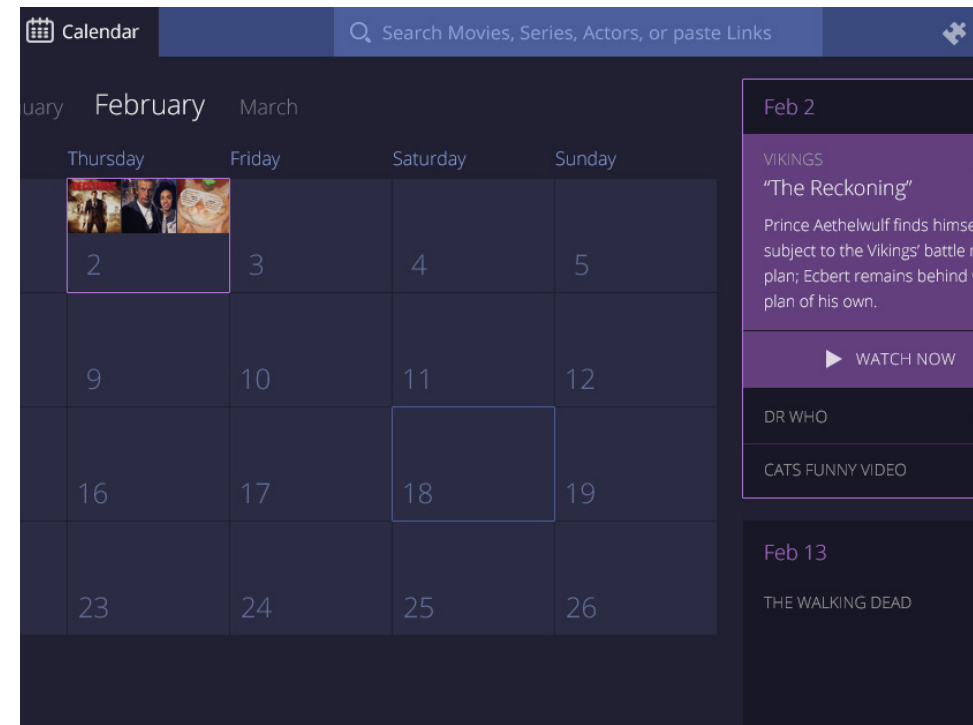 Calendar
Search Movies, Series, Actors, or paste Links
uary February March
Thursday Friday Saturday Sunday
2 3 4 5
9 10 11 12
16 17 18 19
23 24 25 26
Feb 2
VIKINGS
“The Reckoning”
Prince Aethelwulf finds himse
subject to the Vikings’ battle
plan; Ecbert remains behind
plan of his own.
WATCH NOW
DR WHO
CATS FUNNY VIDEO
Feb 13
THE WALKING DEAD